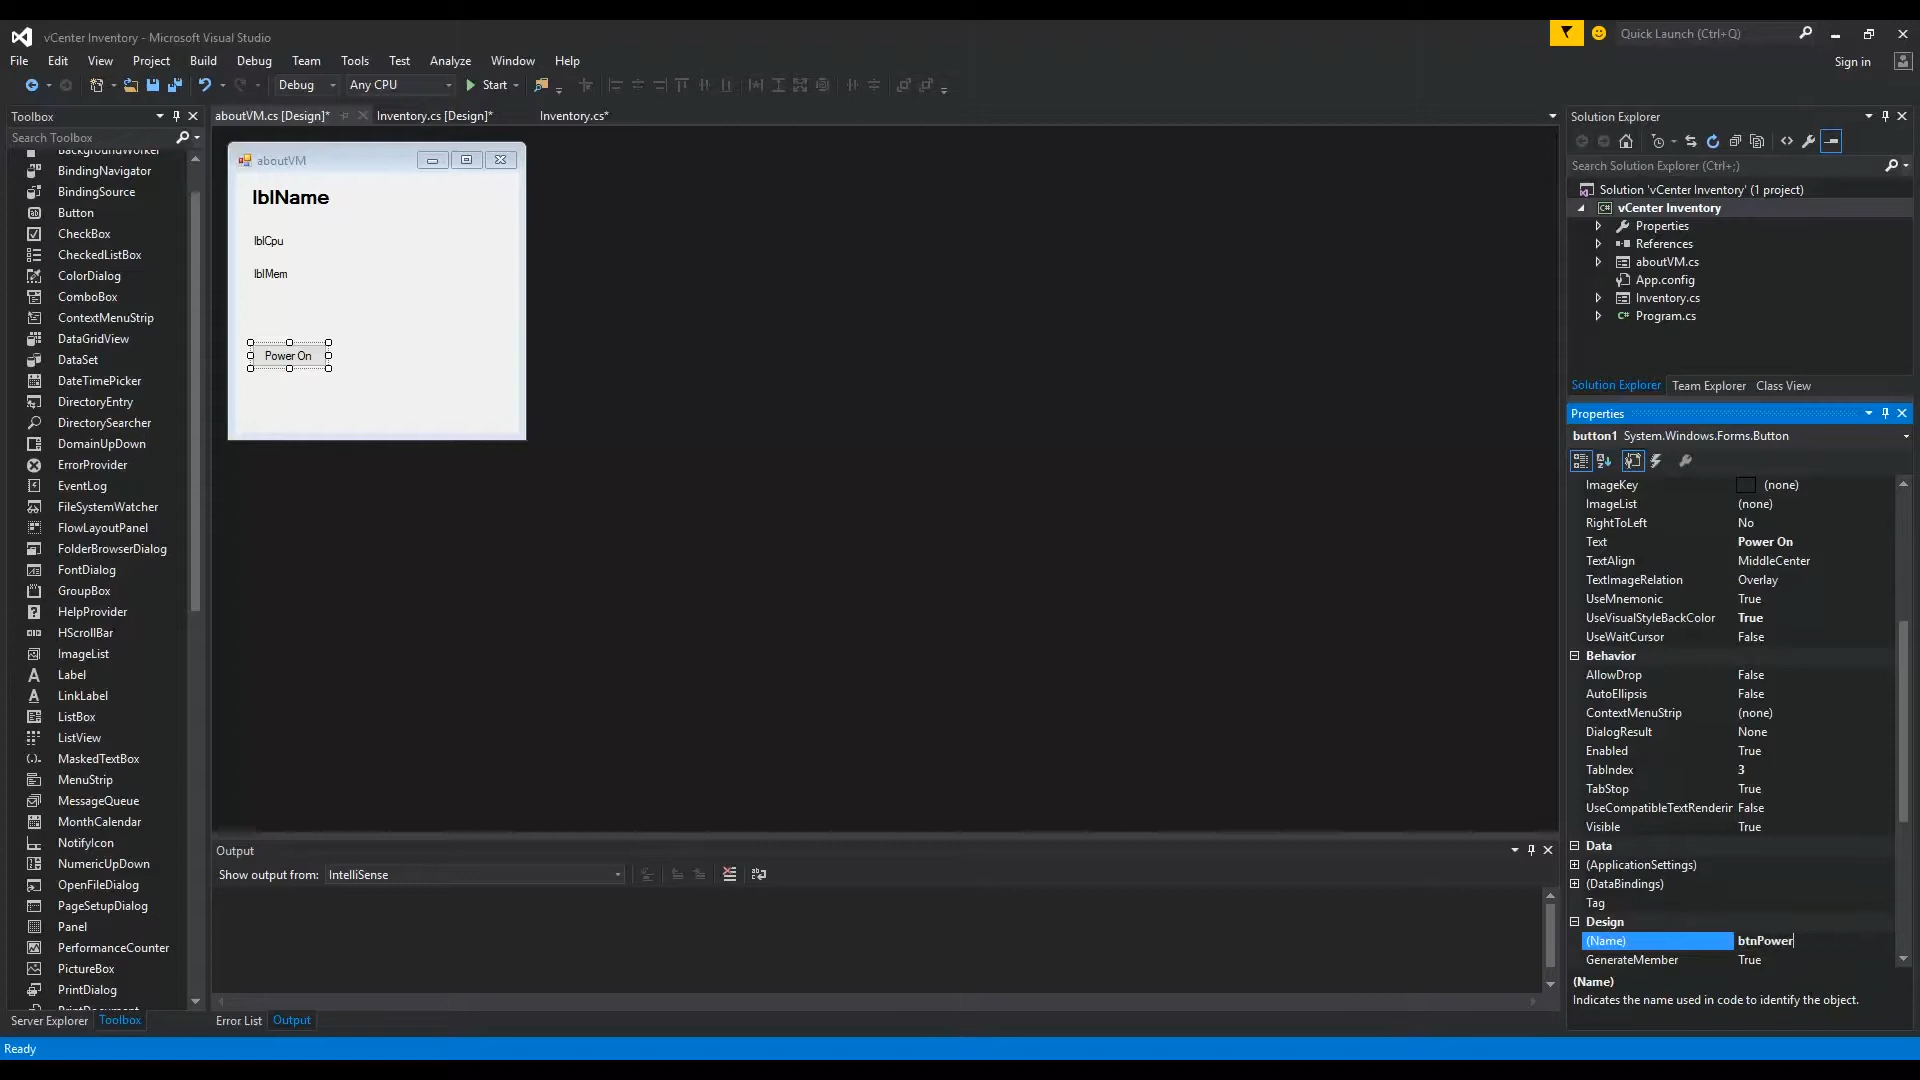 vCenter Inventory - Microsoft Visual Studio
Quick Launch (Ctrl+Q)
File Edit View Project Build Debug Team Tools Test Analyze Window Help
Sign in
Debug Any CPU Start
Toolbox
Search Toolbox
BackgroundWorker
BindingNavigator
BindingSource
Button
CheckBox
CheckedListBox
ColorDialog
ComboBox
ContextMenuStrip
DataGridView
DataSet
DateTimePicker
DirectoryEntry
DirectorySearcher
DomainUpDown
ErrorProvider
EventLog
FileSystemWatcher
FlowLayoutPanel
FolderBrowserDialog
FontDialog
GroupBox
HelpProvider
HScrollBar
ImageList
Label
LinkLabel
ListBox
ListView
MaskedTextBox
MenuStrip
MessageQueue
MonthCalendar
NotifyIcon
NumericUpDown
OpenFileDialog
PageSetupDialog
Panel
PerformanceCounter
PictureBox
PrintDialog
PrintDocument
Server Explorer Toolbox
aboutVM.cs [Design]* Inventory.cs [Design]* Inventory.cs*
aboutVM
lblName
lblCpu
lblMem
Power On
Output
Show output from: IntelliSense
Error List Output
Solution Explorer
Search Solution Explorer (Ctrl+;)
Solution 'vCenter Inventory' (1 project)
vCenter Inventory
Properties
References
aboutVM.cs
App.config
Inventory.cs
Program.cs
Solution Explorer Team Explorer Class View
Properties
button1 System.Windows.Forms.Button
ImageKey (none)
ImageList (none)
RightToLeft No
Text Power On
TextAlign MiddleCenter
TextImageRelation Overlay
UseMnemonic True
UseVisualStyleBackColor True
UseWaitCursor False
Behavior
AllowDrop False
AutoEllipsis False
ContextMenuStrip (none)
DialogResult None
Enabled True
TabIndex 3
TabStop True
UseCompatibleTextRenderin False
Visible True
Data
(ApplicationSettings)
(DataBindings)
Tag
Design
(Name) btnPower
GenerateMember True
(Name)
Indicates the name used in code to identify the object.
Ready